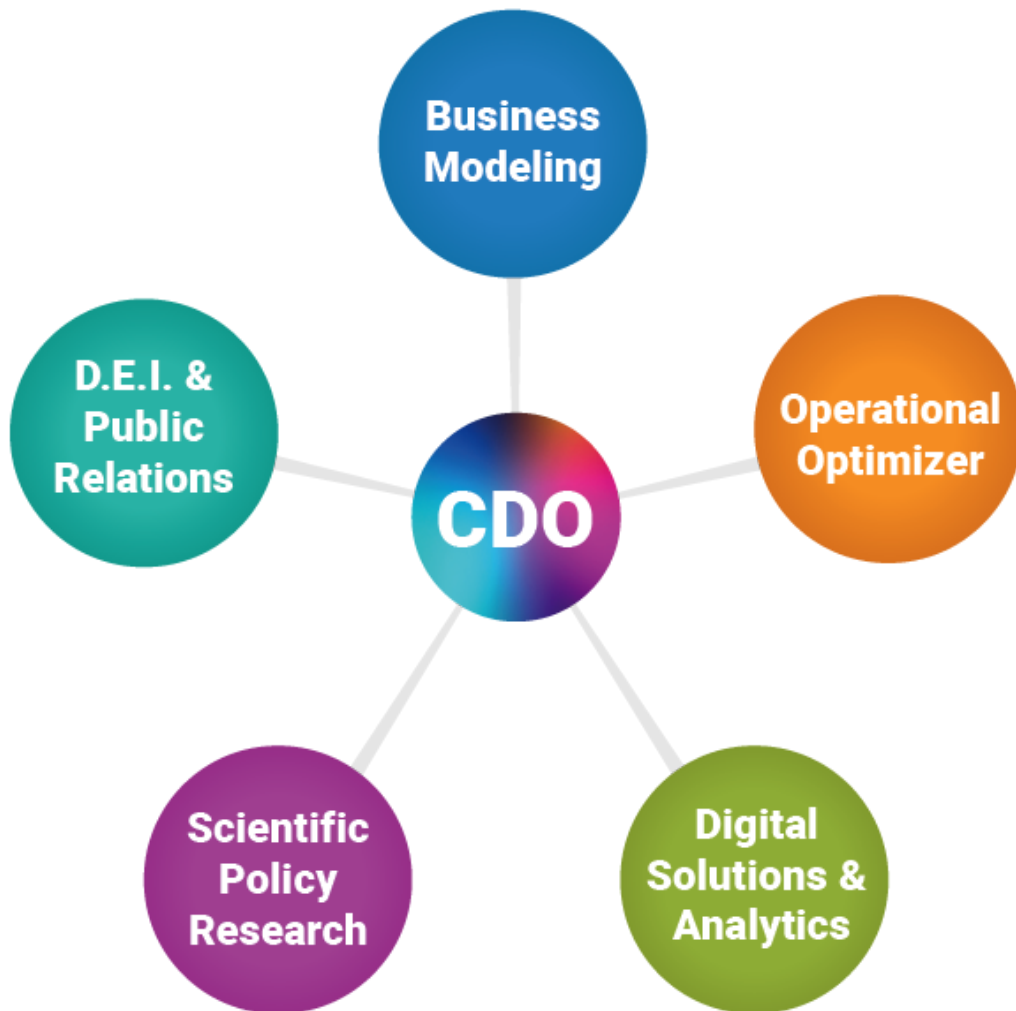 Business
Modeling
D.E.I. &
Public
Relations
Operational
Optimizer
CDO
Scientific
Policy
Research
Digital
Solutions &
Analytics